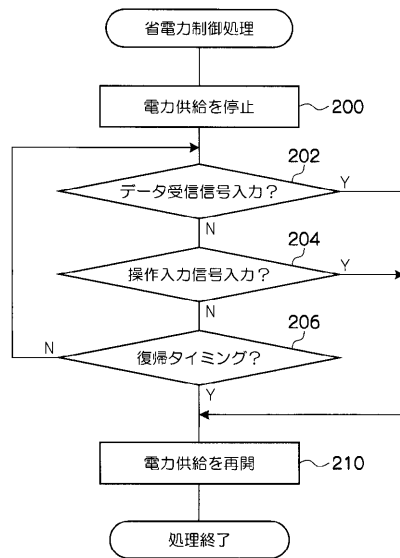 省電力制御処理
電力供給を停止
200
202
データ受信信号入力?
Y
N
204
操作入力信号入力?
Y
N
206
復帰タイミング?
N
Y
電力供給を再開
210
処理終了